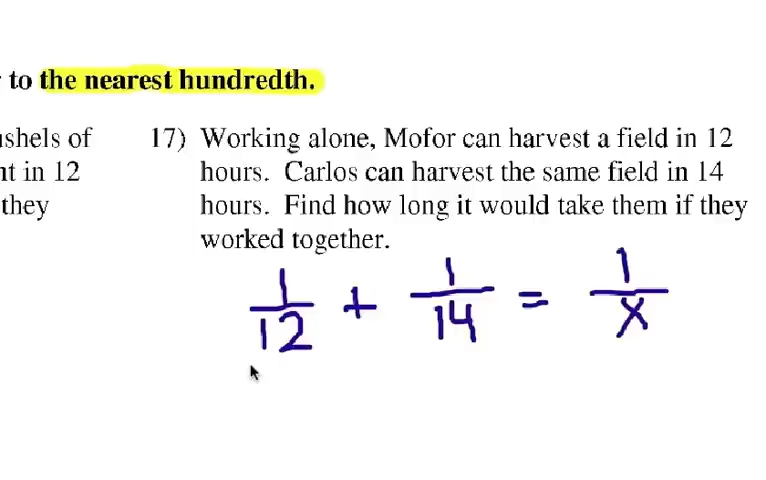 to the nearest hundredth.
shels of
nt in 12
they
17) Working alone, Mofor can harvest a field in 12
hours. Carlos can harvest the same field in 14
hours. Find how long it would take them if they
worked together.
1/12 + 1/14 = 1/x